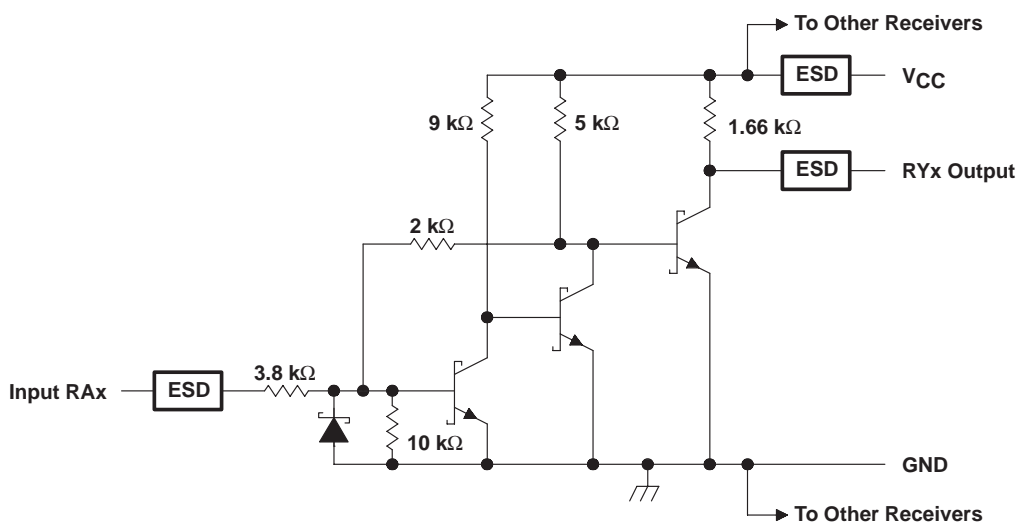 To Other Receivers
ESD
VCC
9 kΩ
5 kΩ
1.66 kΩ
ESD
RYx Output
2 kΩ
Input RAx
ESD
3.8 kΩ
10 kΩ
GND
To Other Receivers